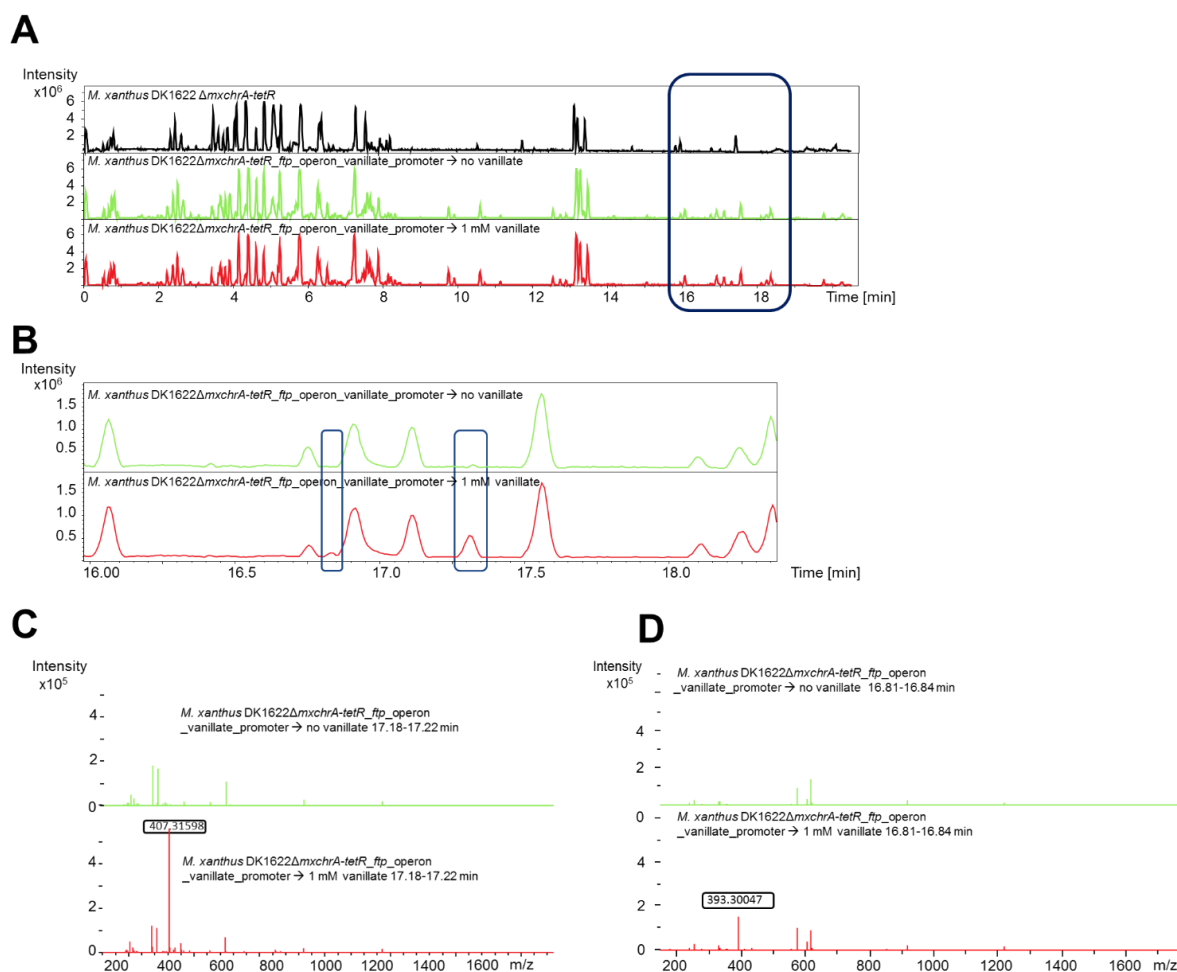 A
Intensity
x10⁶
M. xanthus DK1622 ΔmxchrA-tetR
6
4
2
M. xanthus DK1622ΔmxchrA-tetR_ftp_operon_vanillate_promoter → no vanillate
6
4
2
M. xanthus DK1622ΔmxchrA-tetR_ftp_operon_vanillate_promoter → 1 mM vanillate
6
4
2
0 2 4 6 8 10 12 14 16 18 Time [min]
B
Intensity
x10⁶
M. xanthus DK1622ΔmxchrA-tetR_ftp_operon_vanillate_promoter → no vanillate
1.5
1.0
0.5
M. xanthus DK1622ΔmxchrA-tetR_ftp_operon_vanillate_promoter → 1 mM vanillate
1.5
1.0
0.5
16.00 16.5 17.0 17.5 18.0 Time [min]
C
Intensity
x10⁵
M. xanthus DK1622ΔmxchrA-tetR_ftp_operon
_vanillate_promoter → no vanillate 17.18-17.22 min
4
2
0
407.31598
M. xanthus DK1622ΔmxchrA-tetR_ftp_operon
_vanillate_promoter → 1 mM vanillate 17.18-17.22 min
4
2
0
200 400 600 800 1000 1200 1400 1600 m/z
D
Intensity
x10⁵
M. xanthus DK1622ΔmxchrA-tetR_ftp_operon
_vanillate_promoter → no vanillate 16.81-16.84 min
4
2
0
M. xanthus DK1622ΔmxchrA-tetR_ftp_operon
_vanillate_promoter → 1 mM vanillate 16.81-16.84 min
4
393.30047
2
0
200 400 600 800 1000 1200 1400 1600 m/z